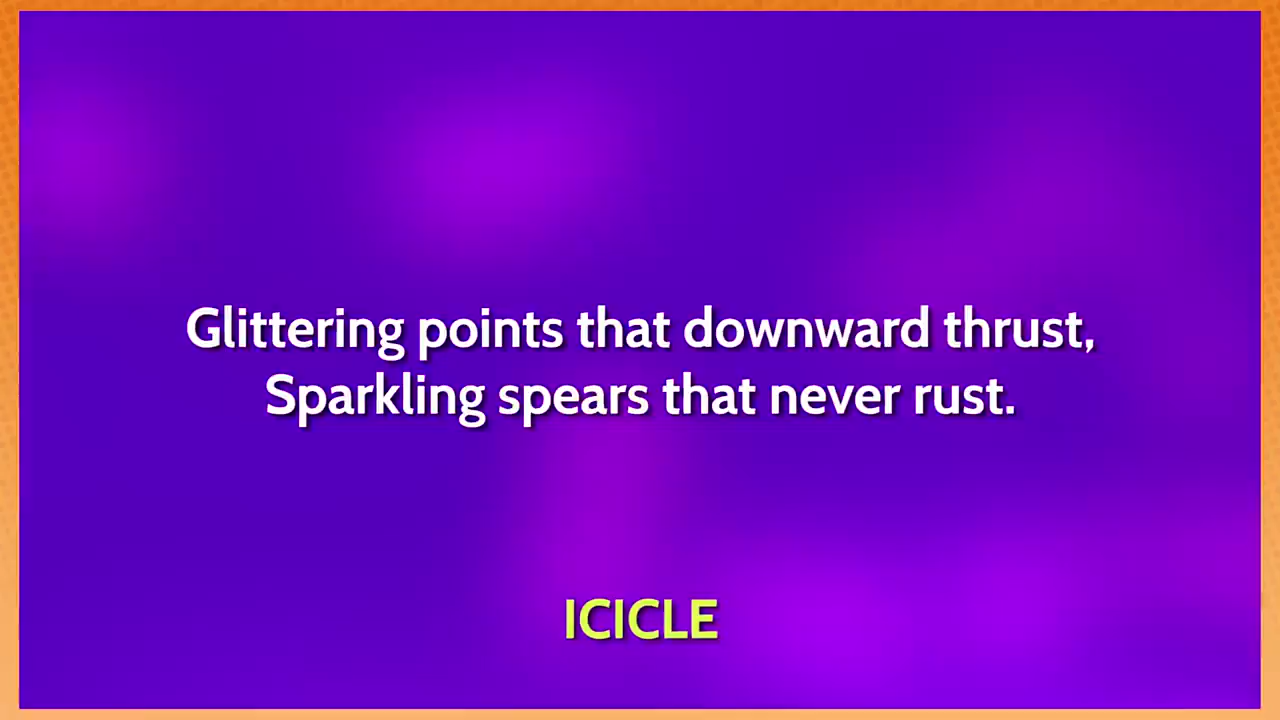 Glittering points that downward thrust,
Sparkling spears that never rust.
ICICLE